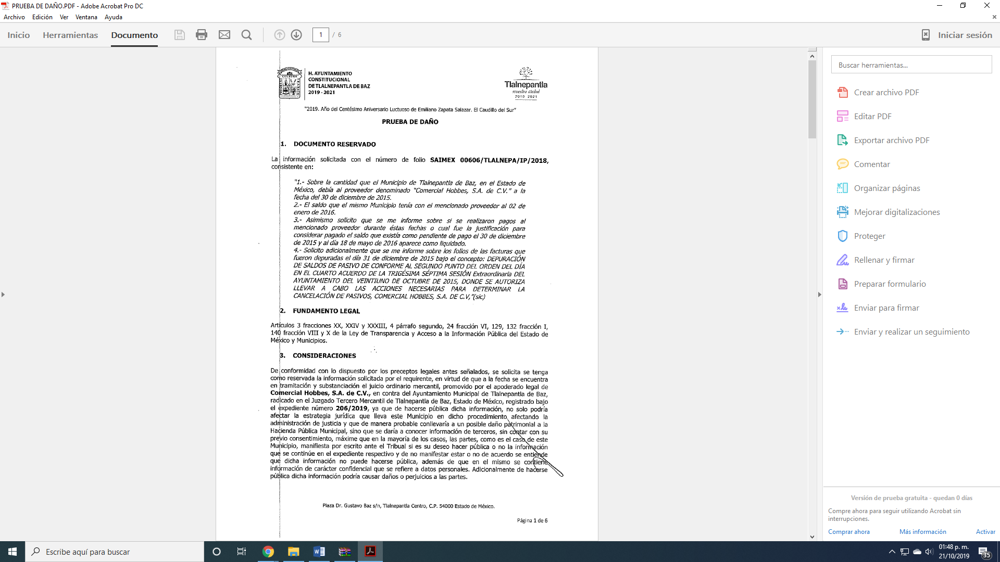 PRUEBA DE DAÑO.PDF - Adobe Acrobat Pro DC
Archivo Edición Ver Ventana Ayuda
Inicio Herramientas Documento 1 / 6 Iniciar sesión
H. AYUNTAMIENTO
CONSTITUCIONAL
DE TLALNEPANTLA DE BAZ
2019 - 2021
Tlalnepantla
nuestra ciudad
2019 2021
"2019. Año del Centésimo Aniversario Luctuoso de Emiliano Zapata Salazar. El Caudillo del Sur"
PRUEBA DE DAÑO
1. DOCUMENTO RESERVADO
La información solicitada con el número de folio SAIMEX 00606/TLALNEPA/IP/2018,
consistente en:
"1.- Sobre la cantidad que el Municipio de Tlalnepantla de Baz, en el Estado de
México, debía al proveedor denominado "Comercial Hobbes, S.A. de C.V." a la
fecha del 30 de diciembre de 2015.
2.- El saldo que el mismo Municipio tenía con el mencionado proveedor al 02 de
enero de 2016.
3.- Asimismo solicito que se me informe sobre si se realizaron pagos al
mencionado proveedor durante éstas fechas o cual fue la justificación para
considerar pagado el saldo que existía como pendiente de pago el 30 de diciembre
de 2015 y al día 18 de mayo de 2016 aparece como liquidado.
4.- Solicito adicionalmente que se me informe sobre los folios de las facturas que
fueron depuradas el día 31 de diciembre de 2015 bajo el concepto: DEPURACIÓN
DE SALDOS DE PASIVO DE CONFORME AL SEGUNDO PUNTO DEL ORDEN DEL DÍA
EN EL CUARTO ACUERDO DE LA TRIGÉSIMA SÉPTIMA SESIÓN Extraordinaria DEL
AYUNTAMIENTO DEL VEINTIUNO DE OCTUBRE DE 2015, DONDE SE AUTORIZA
LLEVAR A CABO LAS ACCIONES NECESARIAS PARA DETERMINAR LA
CANCELACIÓN DE PASIVOS, COMERCIAL HOBBES, S.A. DE C.V,"(sic)
2. FUNDAMENTO LEGAL
Artículos 3 fracciones XX, XXIV y XXXIII, 4 párrafo segundo, 24 fracción VI, 129, 132 fracción I,
140 fracción VIII y X de la Ley de Transparencia y Acceso a la Información Pública del Estado de
México y Municipios.
3. CONSIDERACIONES
De conformidad con lo dispuesto por los preceptos legales antes señalados, se solicita se tenga
como reservada la información solicitada por el requirente, en virtud de que a la fecha se encuentra
en tramitación y substanciación el juicio ordinario mercantil, promovido por el apoderado legal de
Comercial Hobbes, S.A. de C.V., en contra del Ayuntamiento Municipal de Tlalnepantla de Baz,
radicado en el Juzgado Tercero Mercantil de Tlalnepantla de Baz, Estado de México, registrado bajo
el expediente número 206/2019, ya que de hacerse pública dicha información, no solo podría
afectar la estrategia jurídica que lleva este Municipio en dicho procedimiento afectando la
administración de justicia y que de manera probable conllevaría a un posible daño patrimonial a la
Hacienda Pública Municipal, sino que se daría a conocer información de terceros, sin contar con su
previo consentimiento, máxime que en la mayoría de los casos, las partes, como es el caso de este
Municipio, manifiesta por escrito ante el Tribual si es su deseo hacer pública o no la información
que se continúe en el expediente respectivo y de no manifestar estar o no de acuerdo se entiende
que dicha información no puede hacerse pública, además de que en el mismo se contiene
información de carácter confidencial que se refiere a datos personales. Adicionalmente de hacerse
pública dicha información podría causar daños o perjuicios a las partes.
Plaza Dr. Gustavo Baz s/n, Tlalnepantla Centro, C.P. 54000 Estado de México.
Página 1 de 6
Buscar herramientas...
Crear archivo PDF
Editar PDF
Exportar archivo PDF
Comentar
Organizar páginas
Mejorar digitalizaciones
Proteger
Rellenar y firmar
Preparar formulario
Enviar para firmar
Enviar y realizar un seguimiento
Versión de prueba gratuita - quedan 0 días
Compre ahora para seguir utilizando Acrobat sin
interrupciones.
Comprar ahora Más información Activar
Escribe aquí para buscar
01:48 p. m.
21/10/2019
35